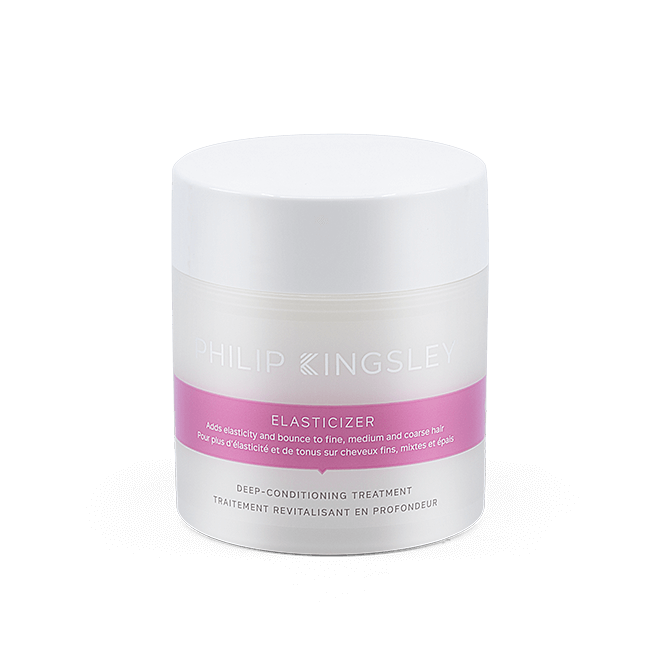 PHILIP KINGSLEY
ELASTICIZER
Adds elasticity and bounce to fine, medium and coarse hair
Pour plus d'élasticité et de tonus sur cheveux fins, mixtes et épais
DEEP-CONDITIONING TREATMENT
TRAITEMENT REVITALISANT EN PROFONDEUR